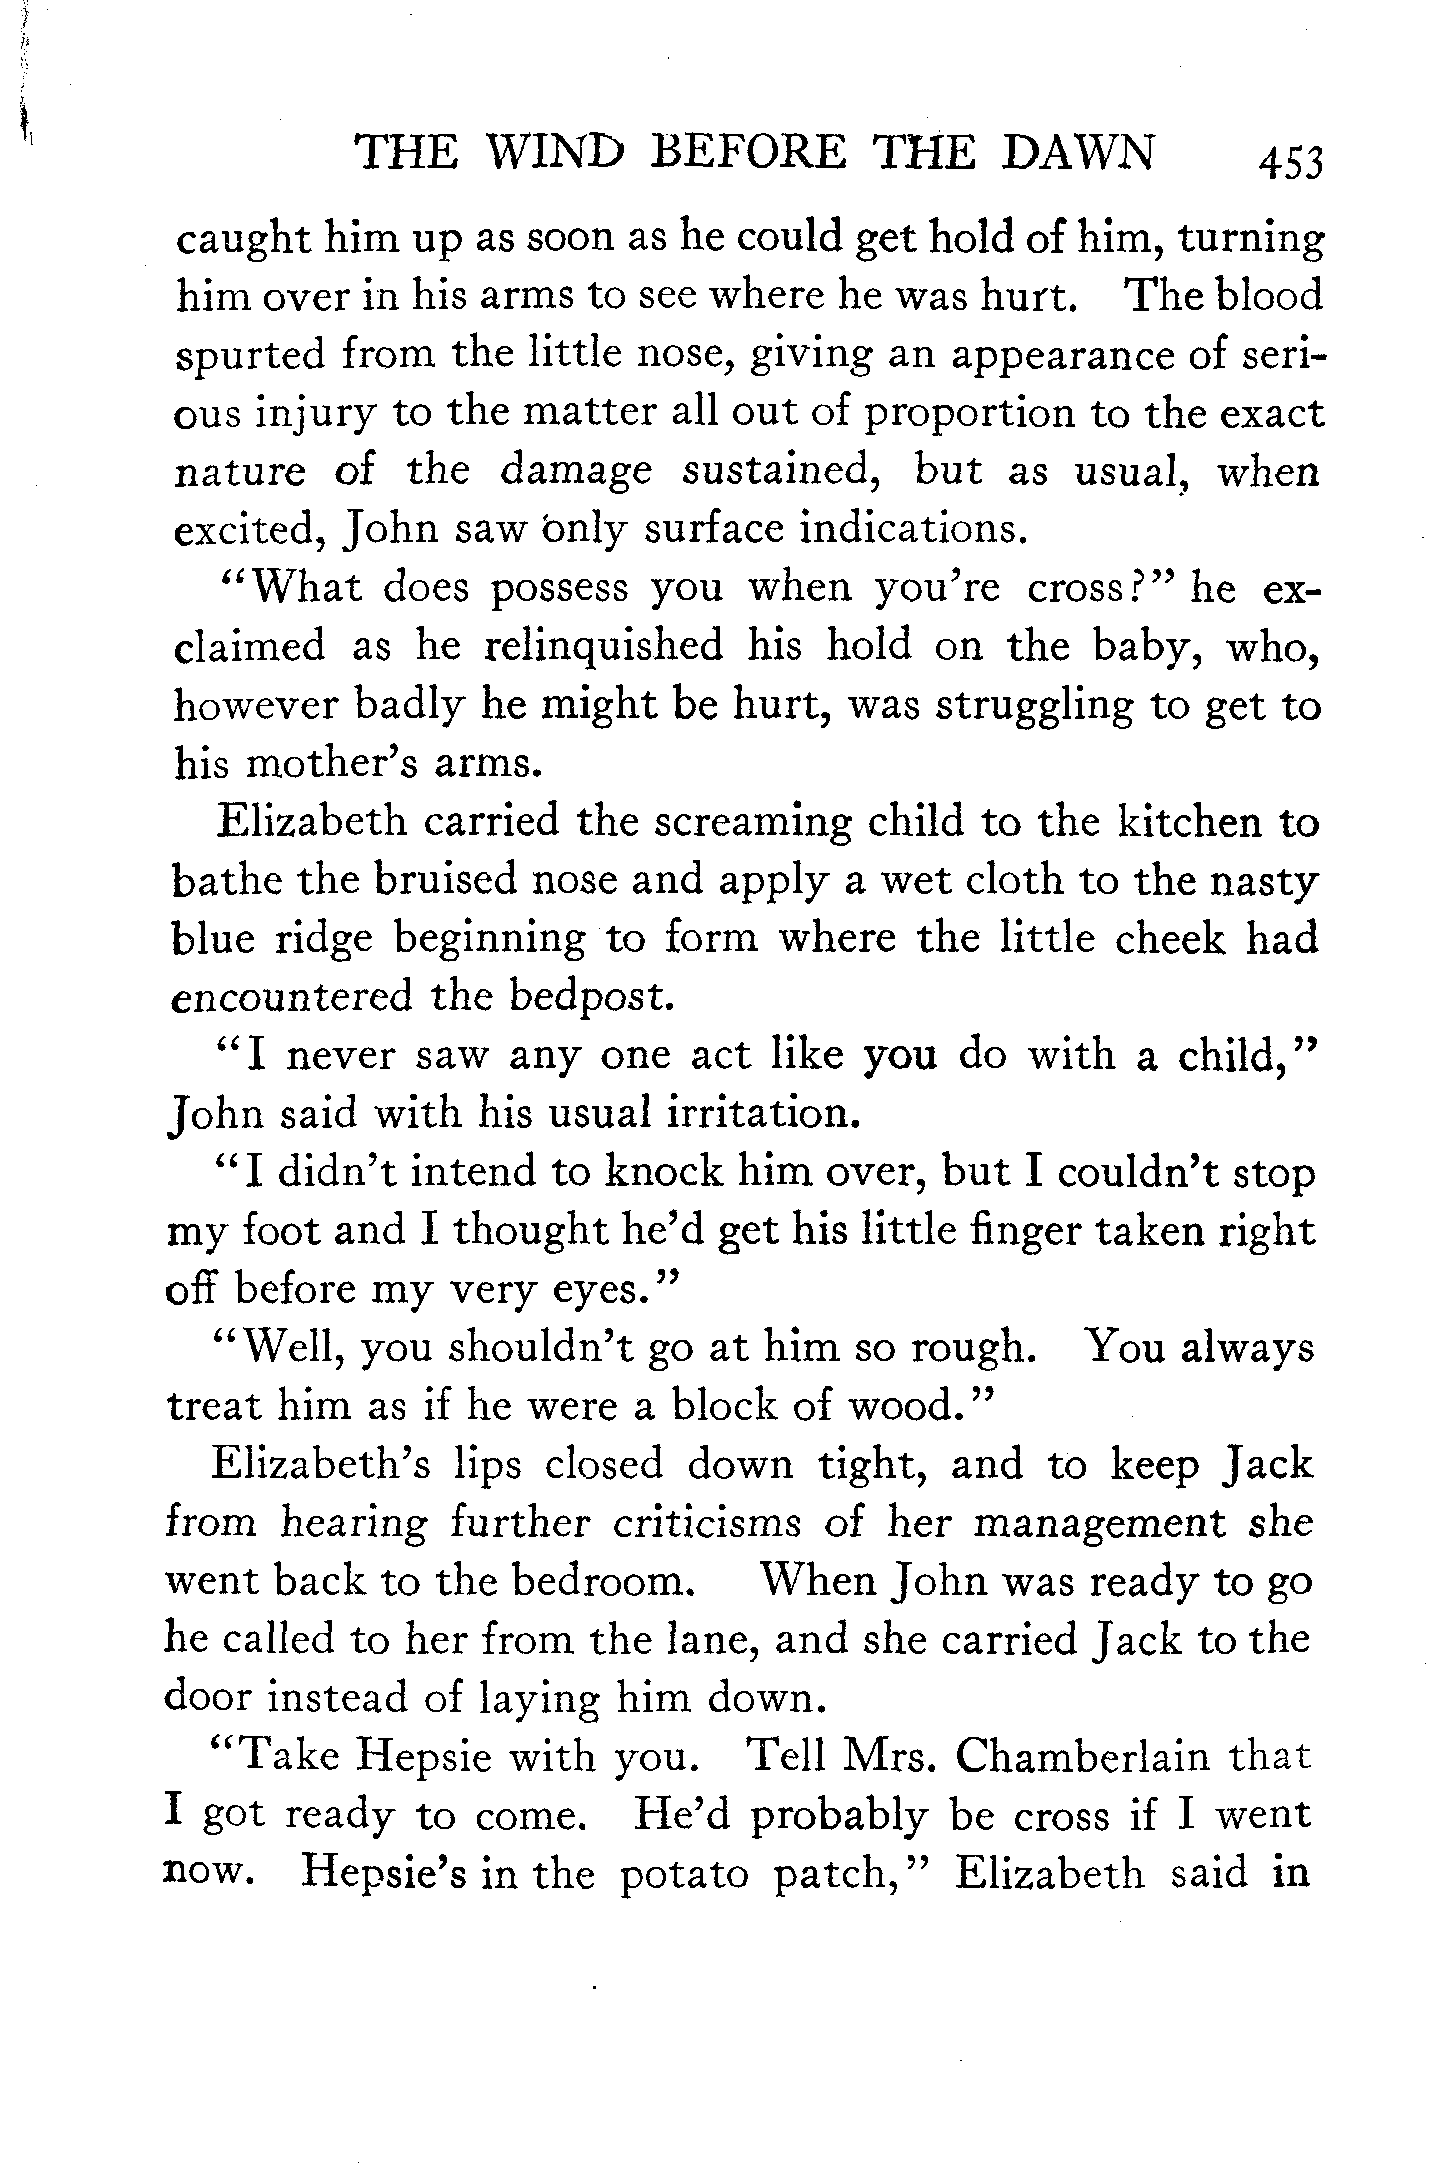 THE WIND BEFORE THE DAWN 453
caught him up as soon as he could get hold of him, turning
him over in his arms to see where he was hurt. The blood
spurted from the little nose, giving an appearance of seri-
ous injury to the matter all out of proportion to the exact
nature of the damage sustained, but as usual, when
excited, John saw only surface indications.
“What does possess you when you’re cross?” he ex-
claimed as he relinquished his hold on the baby, who,
however badly he might be hurt, was struggling to get to
his mother’s arms.
Elizabeth carried the screaming child to the kitchen to
bathe the bruised nose and apply a wet cloth to the nasty
blue ridge beginning to form where the little cheek had
encountered the bedpost.
“I never saw any one act like you do with a child,”
John said with his usual irritation.
“I didn’t intend to knock him over, but I couldn’t stop
my foot and I thought he’d get his little finger taken right
off before my very eyes.”
“Well, you shouldn’t go at him so rough. You always
treat him as if he were a block of wood.”
Elizabeth’s lips closed down tight, and to keep Jack
from hearing further criticisms of her management she
went back to the bedroom. When John was ready to go
he called to her from the lane, and she carried Jack to the
door instead of laying him down.
“Take Hepsie with you. Tell Mrs. Chamberlain that
I got ready to come. He’d probably be cross if I went
now. Hepsie’s in the potato patch,” Elizabeth said in